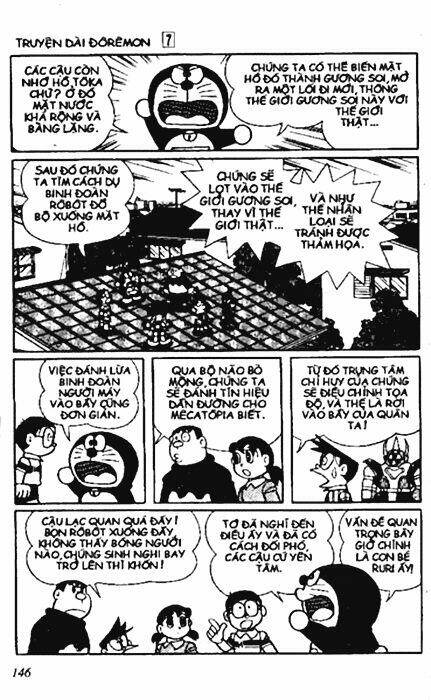 TRUYỆN DÀI ĐÔRÊMON 7
CÁC CẬU CÒN
NHỚ HỒ TÔKA
CHỨ? Ở ĐÓ
MẶT NƯỚC
KHÁ RỘNG VÀ
BẰNG LẶNG.
CHÚNG TA CÓ THỂ BIẾN MẶT
HỒ ĐÓ THÀNH GƯƠNG SOI, MỞ
RA MỘT LỐI ĐI MỚI, THÔNG
THẾ GIỚI GƯƠNG SOI NÀY VỚI
THẾ GIỚI
THẬT...
SAU ĐÓ CHÚNG
TA TÌM CÁCH DỤ
BINH ĐOÀN
RÔBÔT ĐỔ
BỘ XUỐNG MẶT
HỒ.
CHÚNG SẼ
LỌT VÀO THẾ
GIỚI GƯƠNG SOI,
THAY VÌ THẾ
GIỚI THẬT...
VÀ NHƯ
THẾ NHÂN
LOẠI SẼ
TRÁNH ĐƯỢC
THẢM HỌA.
VIỆC ĐÁNH LỪA
BINH ĐOÀN
NGƯỜI MÁY
VÀO BẪY CŨNG
ĐƠN GIẢN.
QUA BỘ NÃO BÒ
MỘNG, CHÚNG TA
SẼ ĐÁNH TÍN HIỆU
DẪN ĐƯỜNG CHO
MÊCATÔPIA BIẾT.
TỪ ĐÓ TRUNG TÂM
CHỈ HUY CỦA CHÚNG
SẼ ĐIỀU CHỈNH TỌA
ĐỘ, VÀ THẾ LÀ RƠI
VÀO BẪY CỦA QUÂN
TA!
CẬU LẠC QUAN QUÁ ĐẤY!
BỌN RÔBÔT XUỐNG ĐẤY
KHÔNG THẤY BÓNG NGƯỜI
NÀO, CHÚNG SINH NGHI BAY
TRỞ LÊN THÌ KHỐN!
TỚ ĐÃ NGHĨ ĐẾN
ĐIỀU ẤY VÀ ĐÃ CÓ
CÁCH ĐỐI PHÓ,
CÁC CẬU CỨ YÊN
TÂM.
VẤN ĐỀ QUAN
TRỌNG BÂY
GIỜ CHÍNH
LÀ CON BÉ
RURI ẤY!
146